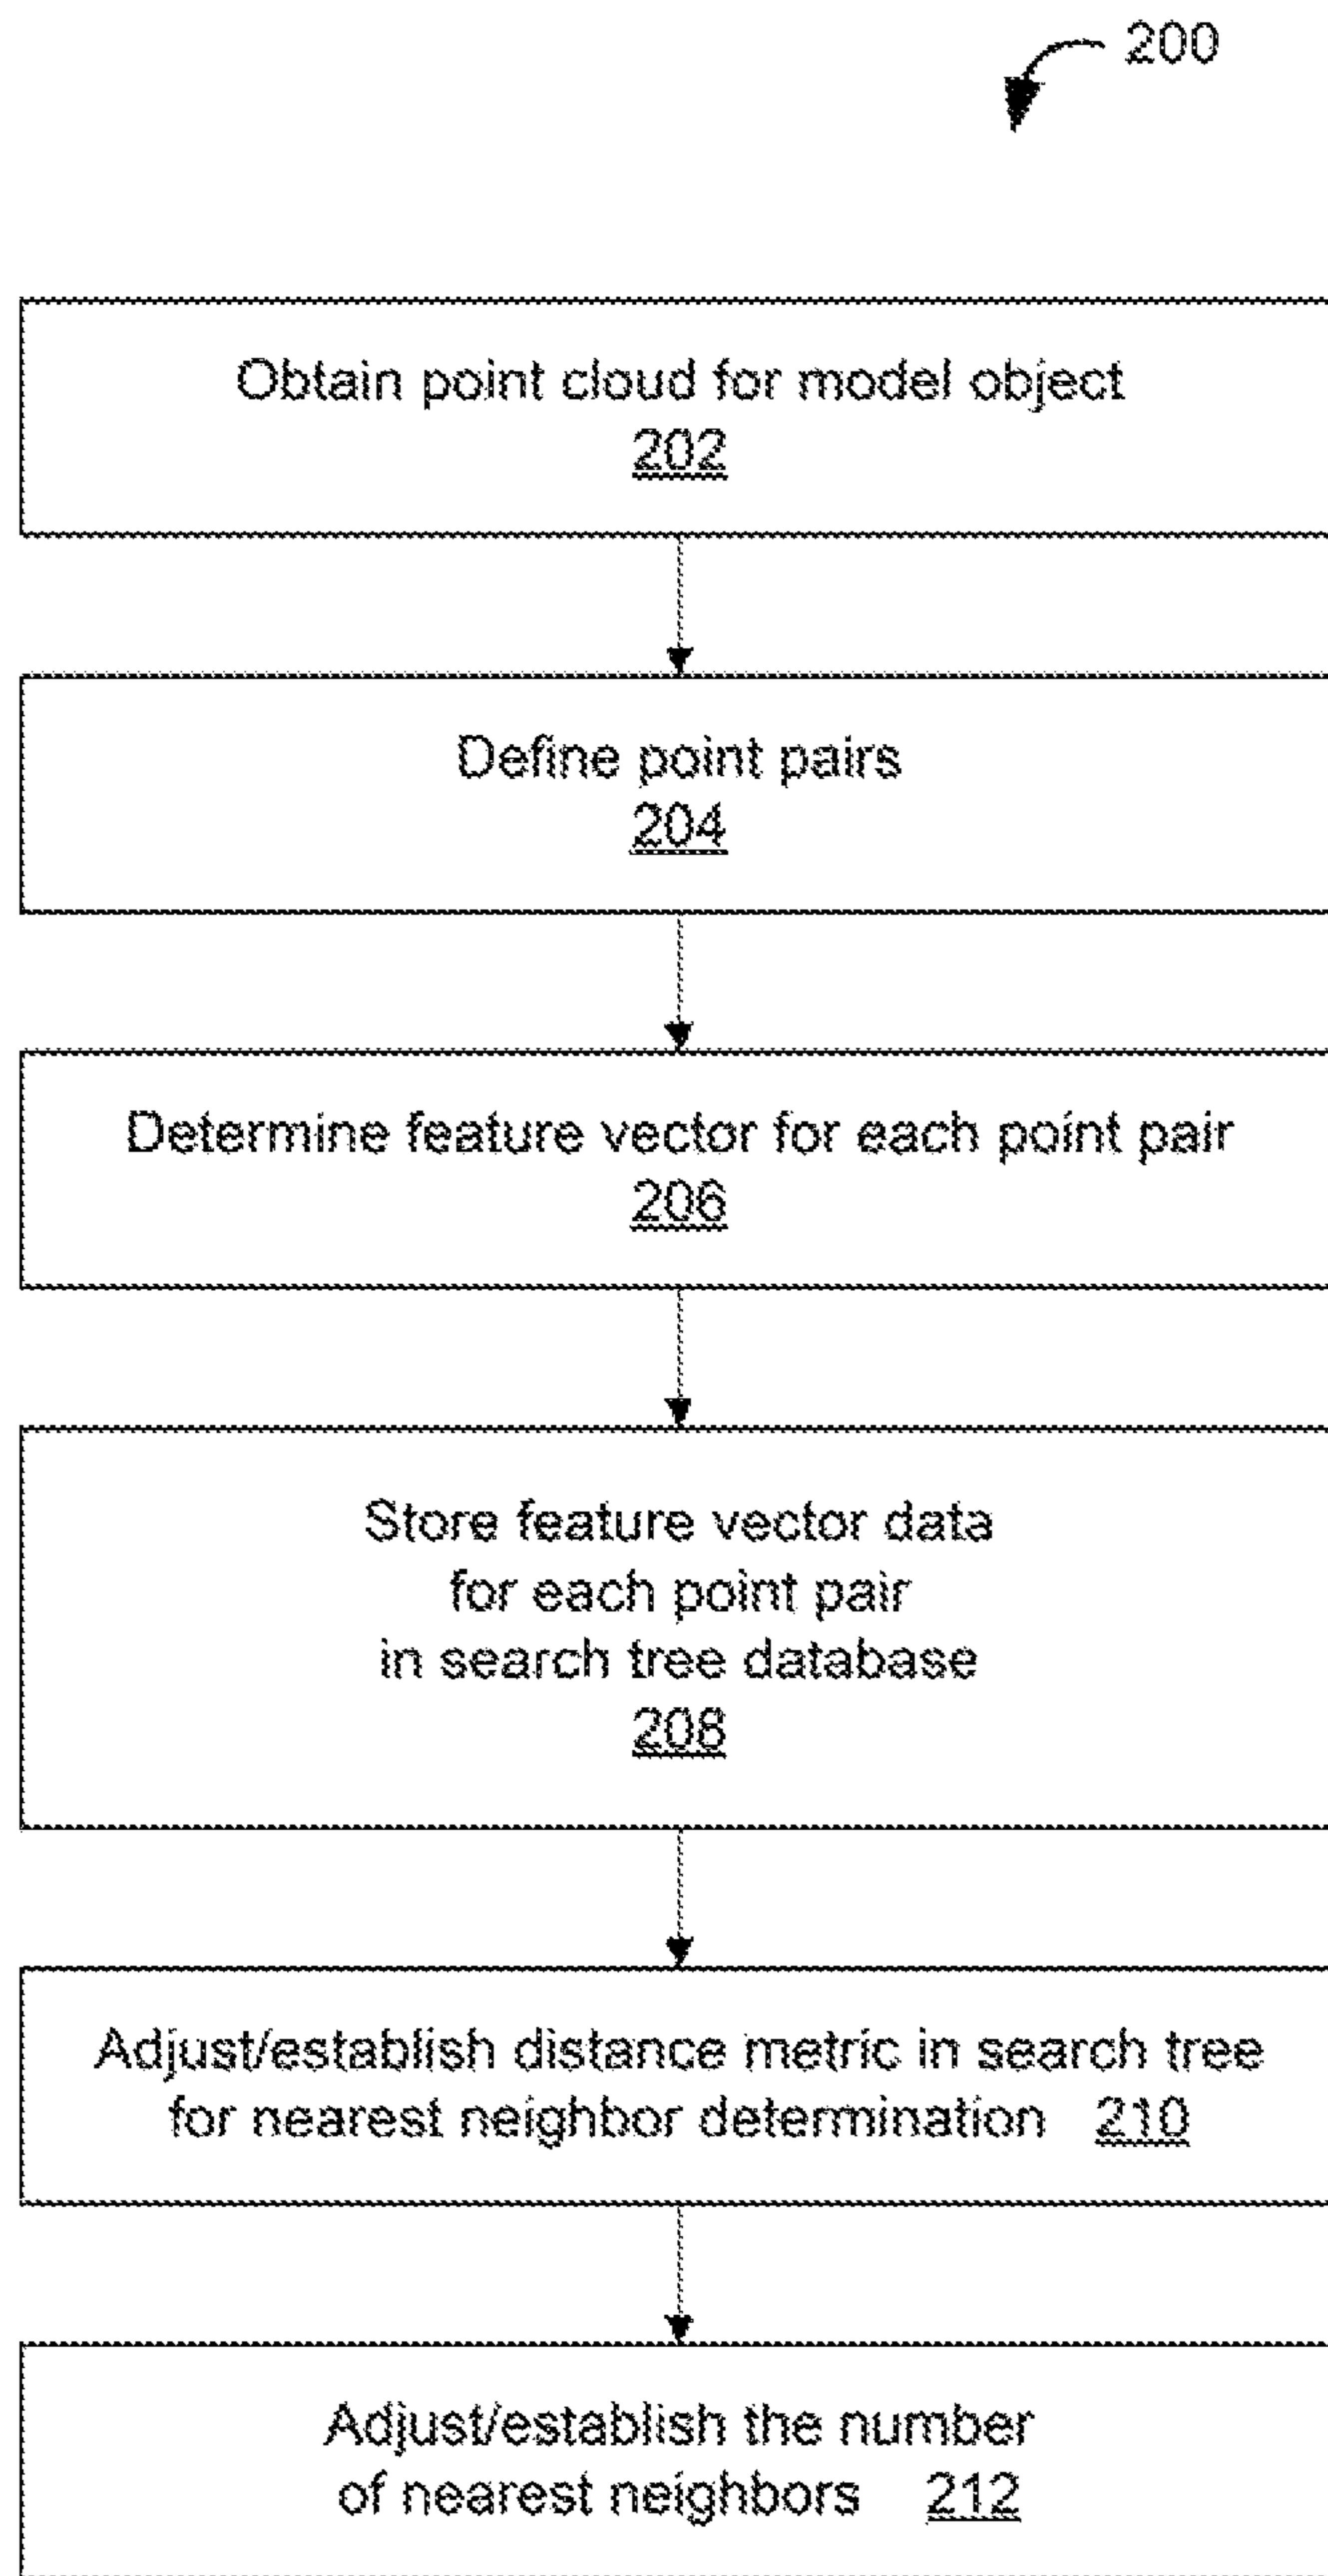 200
Obtain point cloud for model object
202
Define point pairs
204
Determine feature vector for each point pair
206
Store feature vector data
for each point pair
in search tree database
208
Adjust/establish distance metric in search tree
for nearest neighbor determination 210
Adjust/establish the number
of nearest neighbors 212